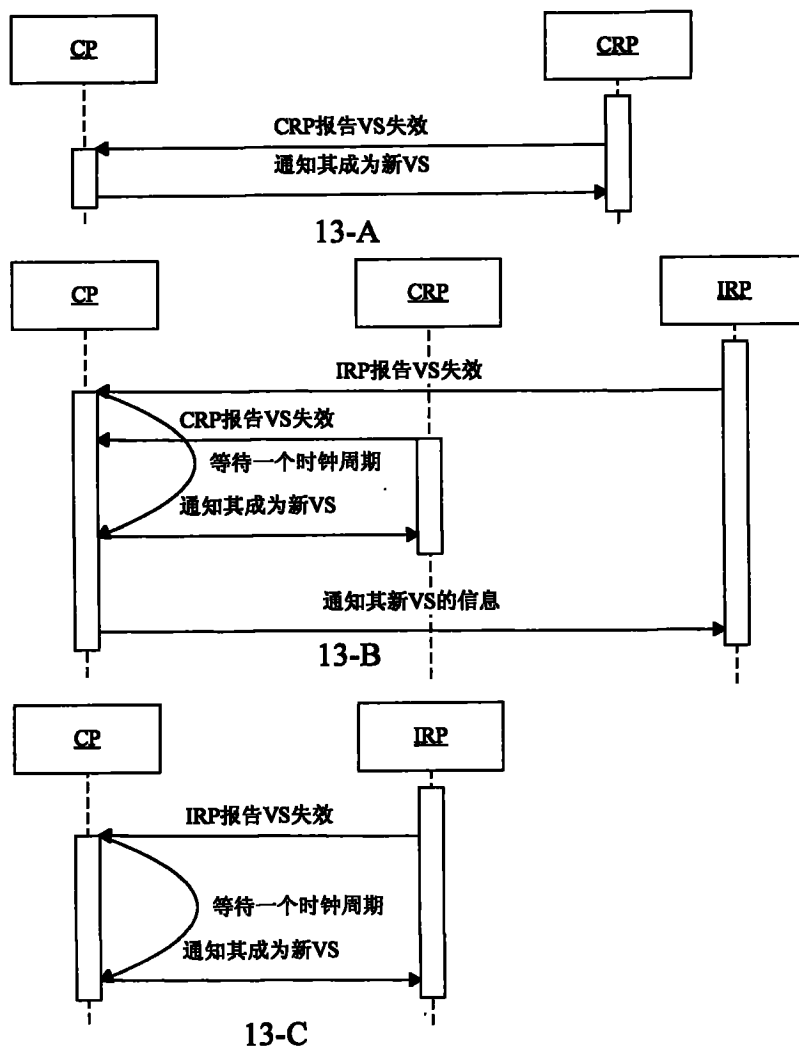 CP
CRP
CRP报告VS失效
通知其成为新VS
13-A
CP
CRP
IRP
IRP报告VS失效
CRP报告VS失效
等待一个时钟周期
通知其成为新VS
通知其新VS的信息
13-B
CP
IRP
IRP报告VS失效
等待一个时钟周期
通知其成为新VS
13-C